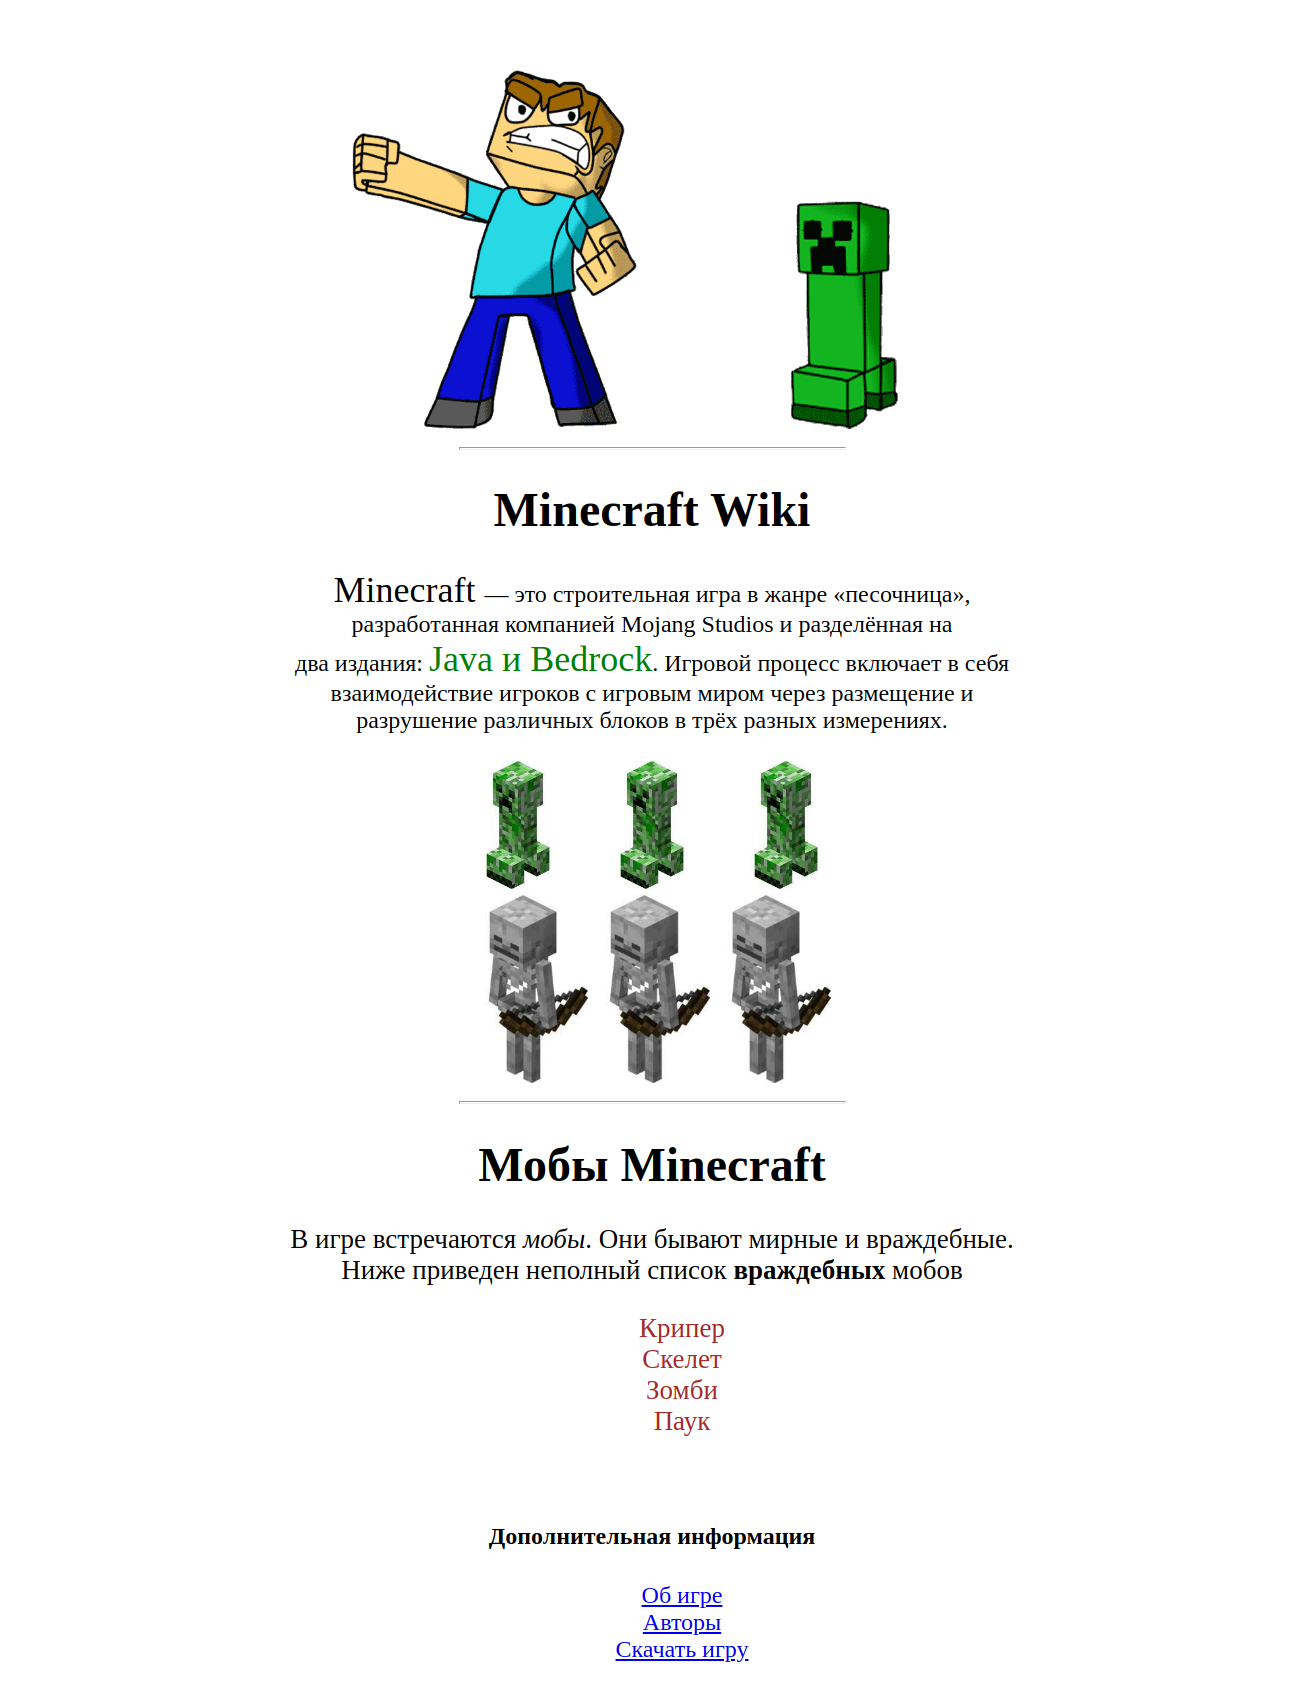 Minecraft Wiki
Minecraft — это строительная игра в жанре «песочница»,
разработанная компанией Mojang Studios и разделённая на
два издания: Java и Bedrock. Игровой процесс включает в себя
взаимодействие игроков с игровым миром через размещение и
разрушение различных блоков в трёх разных измерениях.
Мобы Minecraft
В игре встречаются мобы. Они бывают мирные и враждебные.
Ниже приведен неполный список враждебных мобов
Крипер
Скелет
Зомби
Паук
Дополнительная информация
Об игре
Авторы
Скачать игру